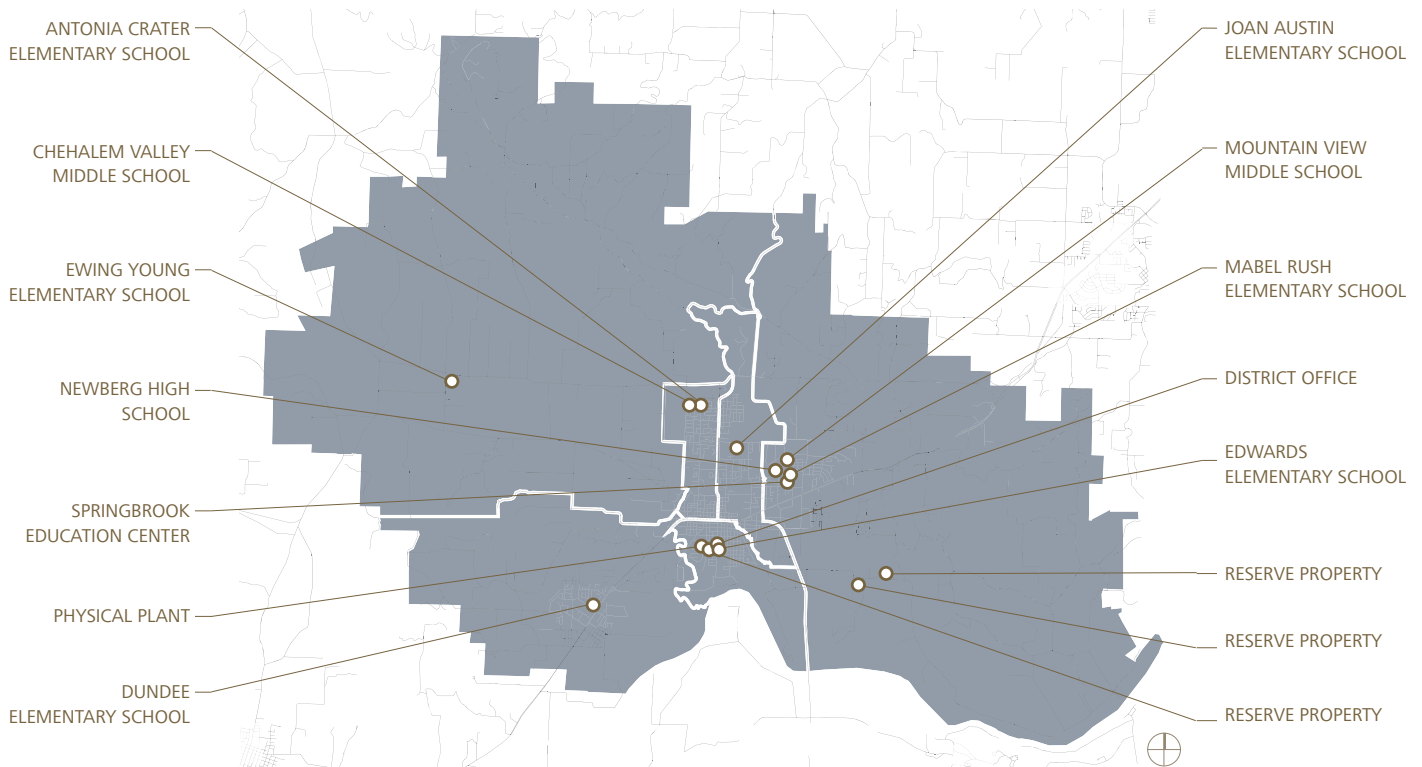 ANTONIA CRATER
ELEMENTARY SCHOOL
CHEHALEM VALLEY
MIDDLE SCHOOL
EWING YOUNG
ELEMENTARY SCHOOL
NEWBERG HIGH
SCHOOL
SPRINGBROOK
EDUCATION CENTER
PHYSICAL PLANT
DUNDEE
ELEMENTARY SCHOOL
JOAN AUSTIN
ELEMENTARY SCHOOL
MOUNTAIN VIEW
MIDDLE SCHOOL
MABEL RUSH
ELEMENTARY SCHOOL
DISTRICT OFFICE
EDWARDS
ELEMENTARY SCHOOL
RESERVE PROPERTY
RESERVE PROPERTY
RESERVE PROPERTY